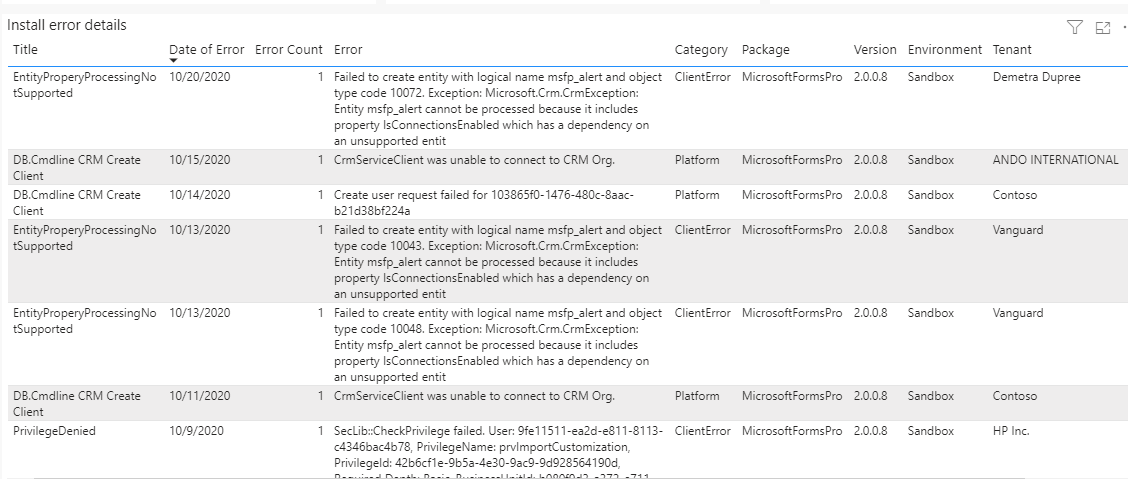 Install error details
Title Date of Error Error Count Error Category Package Version Environment Tenant
EntityProperyProcessingNo 10/20/2020 1 Failed to create entity with logical name msfp_alert and object ClientError MicrosoftFormsPro 2.0.0.8 Sandbox Demetra Dupree
tSupported type code 10072. Exception: Microsoft.Crm.CrmException:
Entity msfp_alert cannot be processed because it includes
property IsConnectionsEnabled which has a dependency on
an unsupported entit
DB.Cmdline CRM Create 10/15/2020 1 CrmServiceClient was unable to connect to CRM Org. Platform MicrosoftFormsPro 2.0.0.8 Sandbox ANDO INTERNATIONAL
Client
DB.Cmdline CRM Create 10/14/2020 1 Create user request failed for 103865f0-1476-480c-8aac- Platform MicrosoftFormsPro 2.0.0.8 Sandbox Contoso
Client b21d38bf224a
EntityProperyProcessingNo 10/13/2020 1 Failed to create entity with logical name msfp_alert and object ClientError MicrosoftFormsPro 2.0.0.8 Sandbox Vanguard
tSupported type code 10043. Exception: Microsoft.Crm.CrmException:
Entity msfp_alert cannot be processed because it includes
property IsConnectionsEnabled which has a dependency on
an unsupported entit
EntityProperyProcessingNo 10/13/2020 1 Failed to create entity with logical name msfp_alert and object ClientError MicrosoftFormsPro 2.0.0.8 Sandbox Vanguard
tSupported type code 10048. Exception: Microsoft.Crm.CrmException:
Entity msfp_alert cannot be processed because it includes
property IsConnectionsEnabled which has a dependency on
an unsupported entit
DB.Cmdline CRM Create 10/11/2020 1 CrmServiceClient was unable to connect to CRM Org. Platform MicrosoftFormsPro 2.0.0.8 Sandbox Contoso
Client
PrivilegeDenied 10/9/2020 1 SecLib::CheckPrivilege failed. User: 9fe11511-ea2d-e811-8113- ClientError MicrosoftFormsPro 2.0.0.8 Sandbox HP Inc.
c4346bac4b78, PrivilegeName: prvImportCustomization,
PrivilegeId: 42b6cf1e-9b5a-4e30-9ac9-9d928564190d,